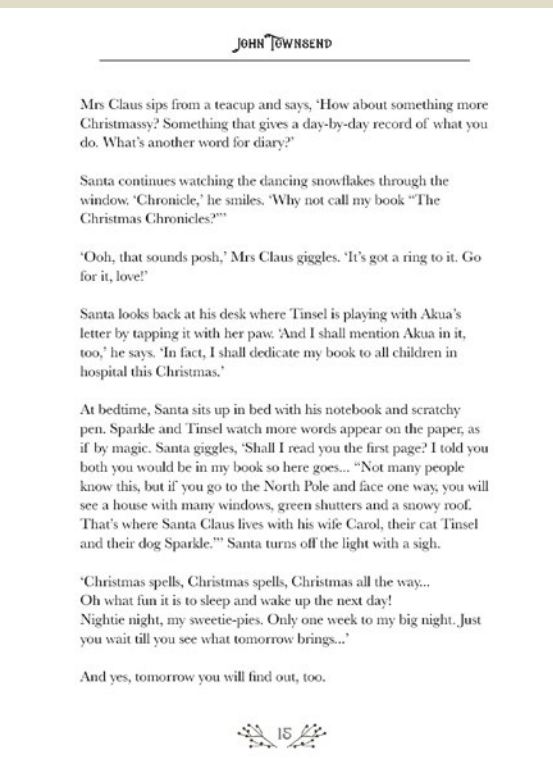 John Townsend
Mrs Claus sips from a teacup and says, ‘How about something more
Christmassy? Something that gives a day-by-day record of what you
do. What’s another word for diary?’
Santa continues watching the dancing snowflakes through the
window. ‘Chronicle,’ he smiles. ‘Why not call my book “The
Christmas Chronicles?”’
‘Ooh, that sounds posh,’ Mrs Claus giggles. ‘It’s got a ring to it. Go
for it, love!’
Santa looks back at his desk where Tinsel is playing with Akua’s
letter by tapping it with her paw. ‘And I shall mention Akua in it,
too,’ he says. ‘In fact, I shall dedicate my book to all children in
hospital this Christmas.’
At bedtime, Santa sits up in bed with his notebook and scratchy
pen. Sparkle and Tinsel watch more words appear on the paper, as
if by magic. Santa giggles, ‘Shall I read you the first page? I told you
both you would be in my book so here goes... “Not many people
know this, but if you go to the North Pole and face one way, you will
see a house with many windows, green shutters and a snowy roof.
That’s where Santa Claus lives with his wife Carol, their cat Tinsel
and their dog Sparkle.”’ Santa turns off the light with a sigh.
‘Christmas spells, Christmas spells, Christmas all the way...
Oh what fun it is to sleep and wake up the next day!
Nightie night, my sweetie-pies. Only one week to my big night. Just
you wait till you see what tomorrow brings...’
And yes, tomorrow you will find out, too.
15